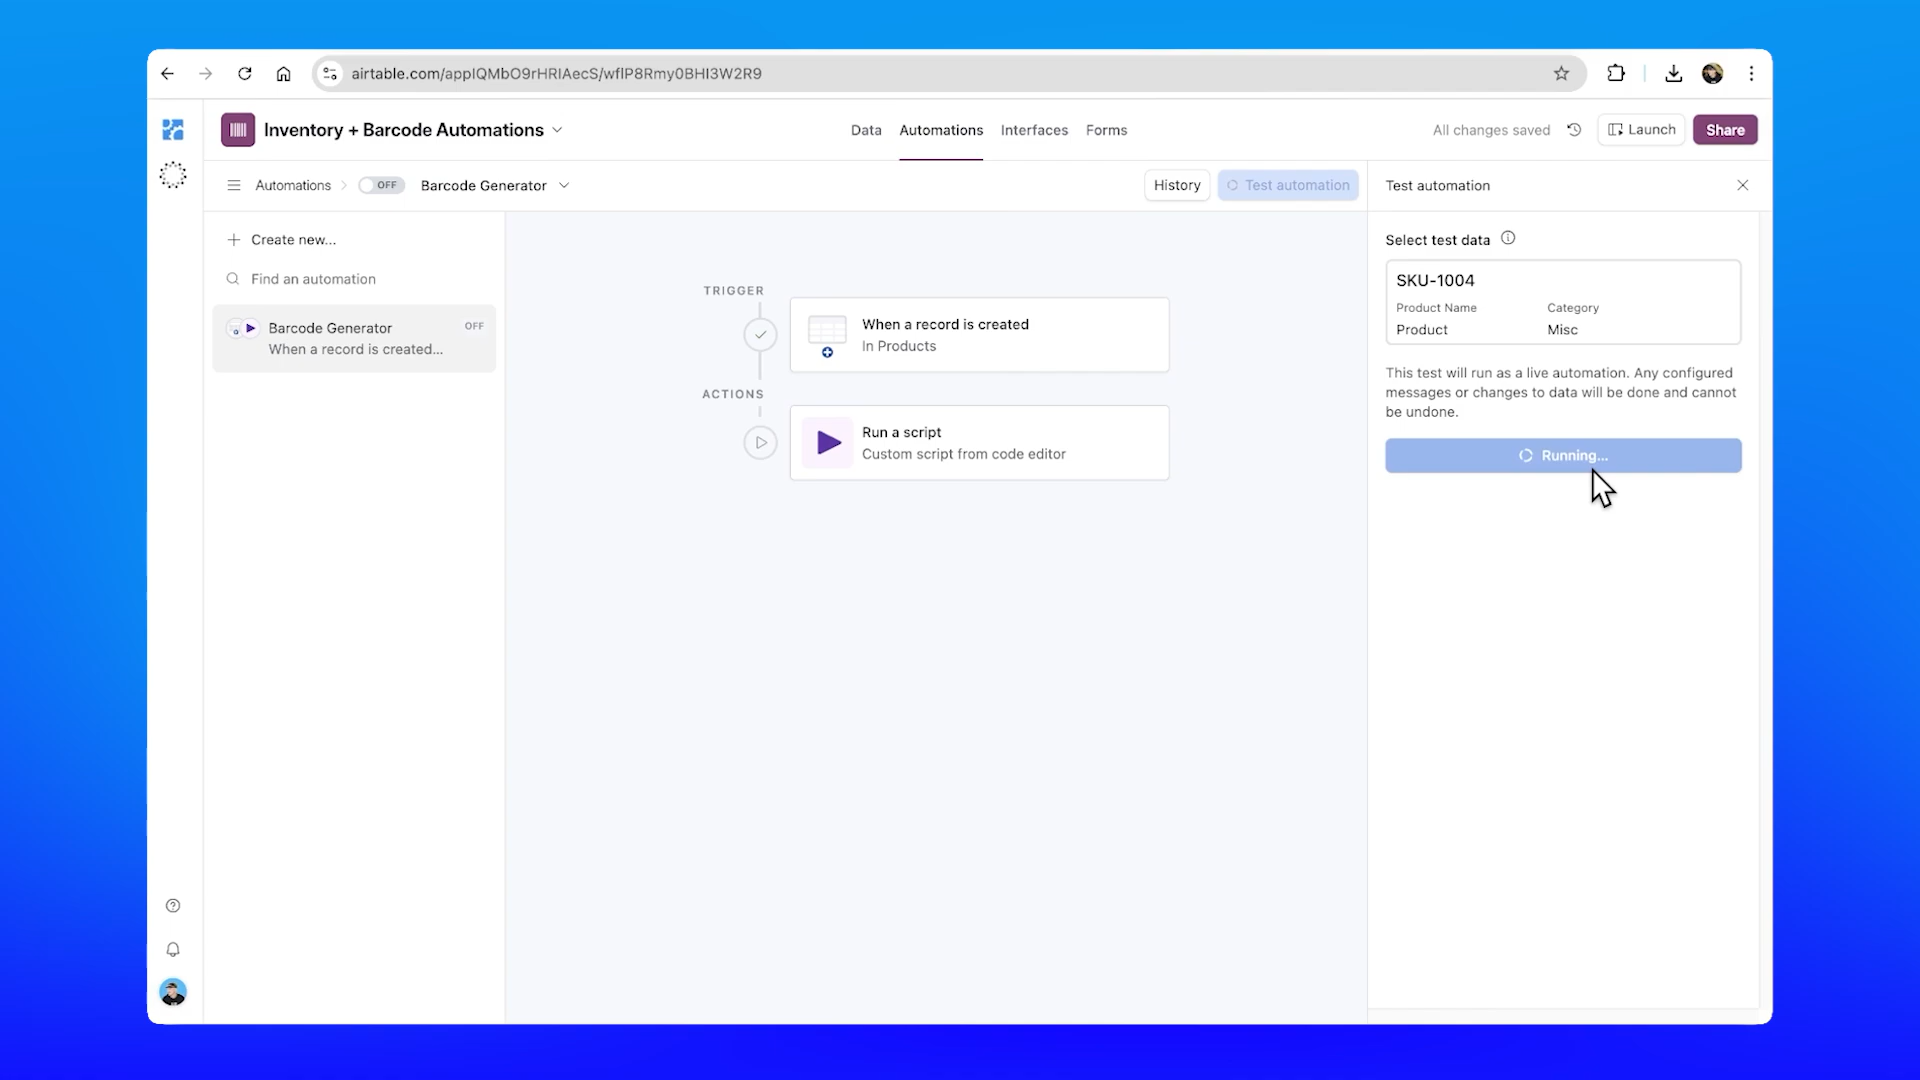 airtable.com/appIQMbO9rHRIAecS/wflP8Rmy0BHI3W2R9
Inventory + Barcode Automations
Data
Automations
Interfaces
Forms
All changes saved
Launch
Share
Automations
OFF
Barcode Generator
History
Test automation
Test automation
Create new...
Find an automation
Barcode Generator
OFF
When a record is created...
TRIGGER
When a record is created
In Products
ACTIONS
Run a script
Custom script from code editor
Select test data
SKU-1004
Product Name
Category
Product
Misc
This test will run as a live automation. Any configured
messages or changes to data will be done and cannot
be undone.
Running...